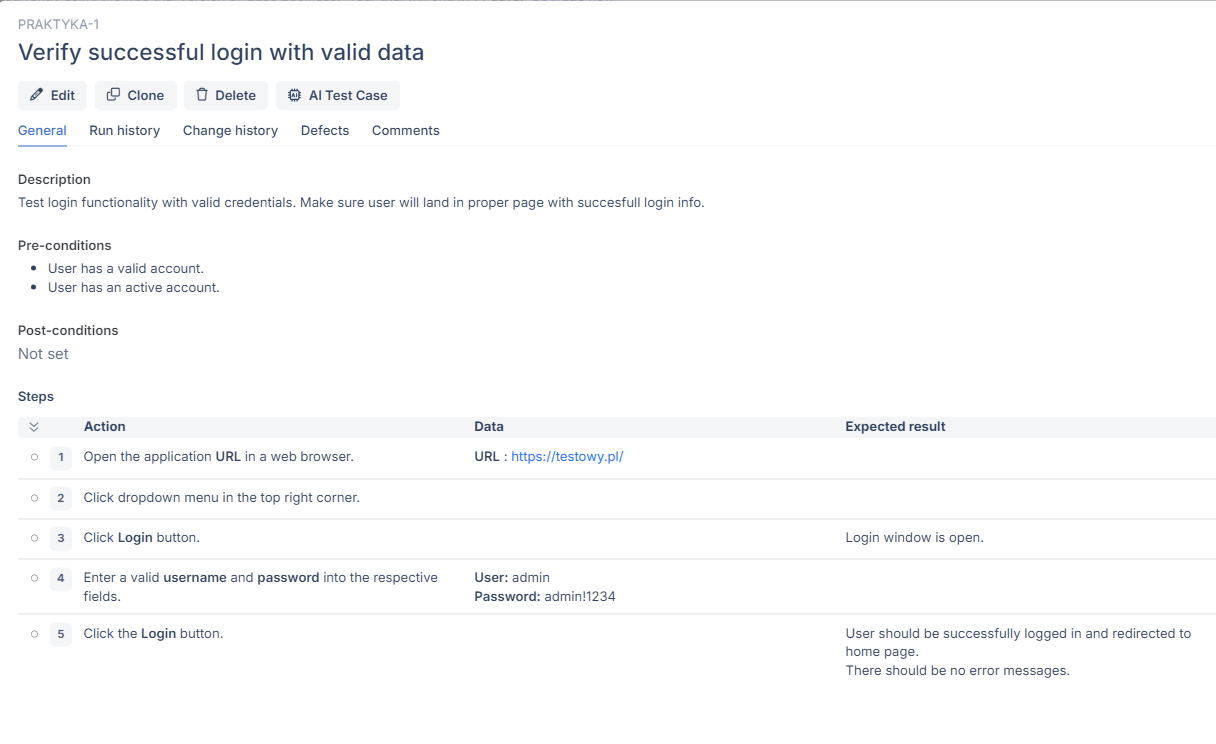 PRAKTYKA-1
Verify successful login with valid data
Edit Clone Delete AI Test Case
General Run history Change history Defects Comments
Description
Test login functionality with valid credentials. Make sure user will land in proper page with succesfull login info.
Pre-conditions
User has a valid account.
User has an active account.
Post-conditions
Not set
Steps
Action Data Expected result
1 Open the application URL in a web browser. URL : https://testowy.pl/
2 Click dropdown menu in the top right corner.
3 Click Login button. Login window is open.
4 Enter a valid username and password into the respective User: admin
fields. Password: admin!1234
5 Click the Login button. User should be successfully logged in and redirected to
home page.
There should be no error messages.